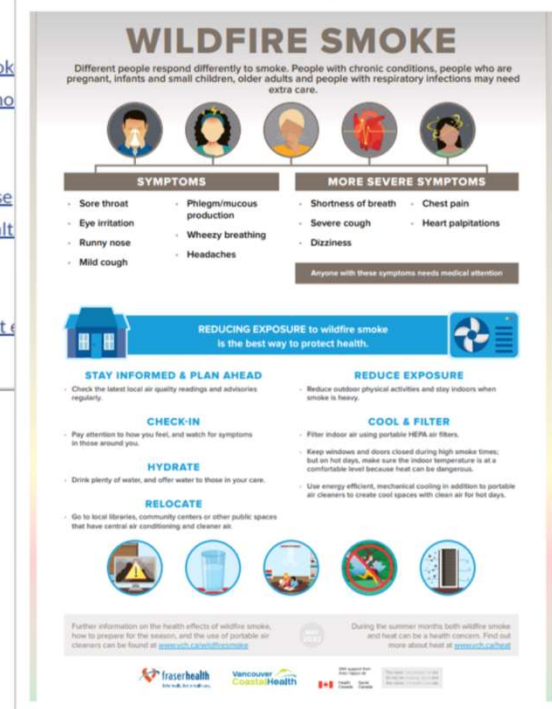 WILDFIRE SMOKE
Different people respond differently to smoke. People with chronic conditions, people who are
pregnant, infants and small children, older adults and people with respiratory infections may need
extra care.
SYMPTOMS
Sore throat
Eye irritation
Runny nose
Mild cough
Phlegm/mucous
production
Wheezy breathing
Headaches
MORE SEVERE SYMPTOMS
Shortness of breath
Severe cough
Dizziness
Chest pain
Heart palpitations
Anyone with these symptoms needs medical attention
REDUCING EXPOSURE to wildfire smoke
is the best way to protect health.
STAY INFORMED & PLAN AHEAD
Check the latest local air quality readings and advisories
regularly.
CHECK-IN
Pay attention to how you feel, and watch for symptoms
in those around you.
HYDRATE
Drink plenty of water, and offer water to those in your care.
RELOCATE
Go to local libraries, community centers or other public spaces
that have central air conditioning and cleaner air.
REDUCE EXPOSURE
Reduce outdoor physical activities and stay indoors when
smoke is heavy.
COOL & FILTER
Filter indoor air using portable HEPA air filters.
Keep windows and doors closed during high smoke times;
but on hot days, make sure the indoor temperature is at a
comfortable level because heat can be dangerous.
Use energy efficient, mechanical cooling in addition to portable
air cleaners to create cool spaces with clean air for hot days.
Further information on the health effects of wildfire smoke,
how to prepare for the season, and the use of portable air
cleaners can be found at www.vch.ca/wildfiresmoke
During the summer months both wildfire smoke
and heat can be a health concern. Find out
more about heat at www.vch.ca/heat
fraserhealth
Vancouver
CoastalHealth
Health Santé
Canada Canada